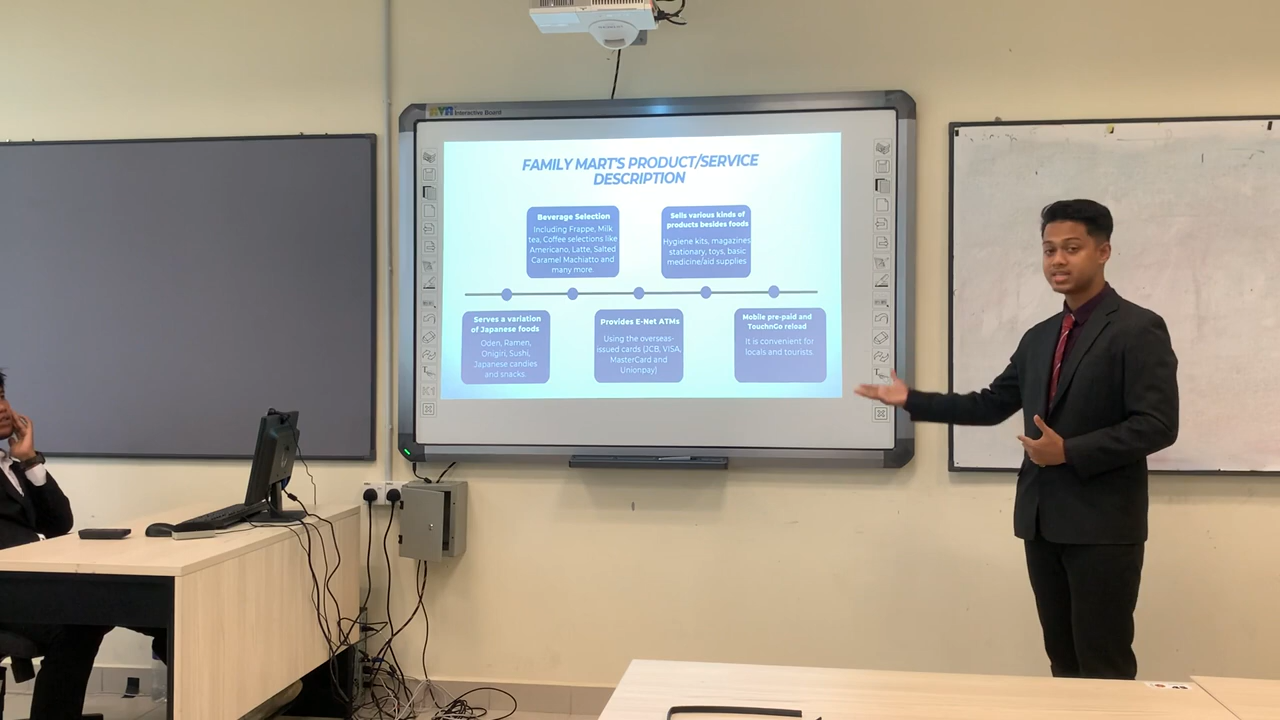 Interactive Board
FAMILY MART'S PRODUCT/SERVICE
DESCRIPTION
Beverage Selection
Including Frappe, Milk
tea, Coffee selections like
Americano, Latte, Salted
Caramel Machiatto and
many more.
Sells various kinds of
products besides foods
Hygiene kits, magazines
stationary, toys, basic
medicine/aid supplies
Serves a variation
of Japanese foods
Oden, Ramen,
Onigiri, Sushi,
Japanese candies
and snacks.
Provides E-Net ATMs
Using the overseas-
issued cards (JCB, VISA,
MasterCard and
Unionpay)
Mobile pre-paid and
TouchnGo reload
It is convenient for
locals and tourists.